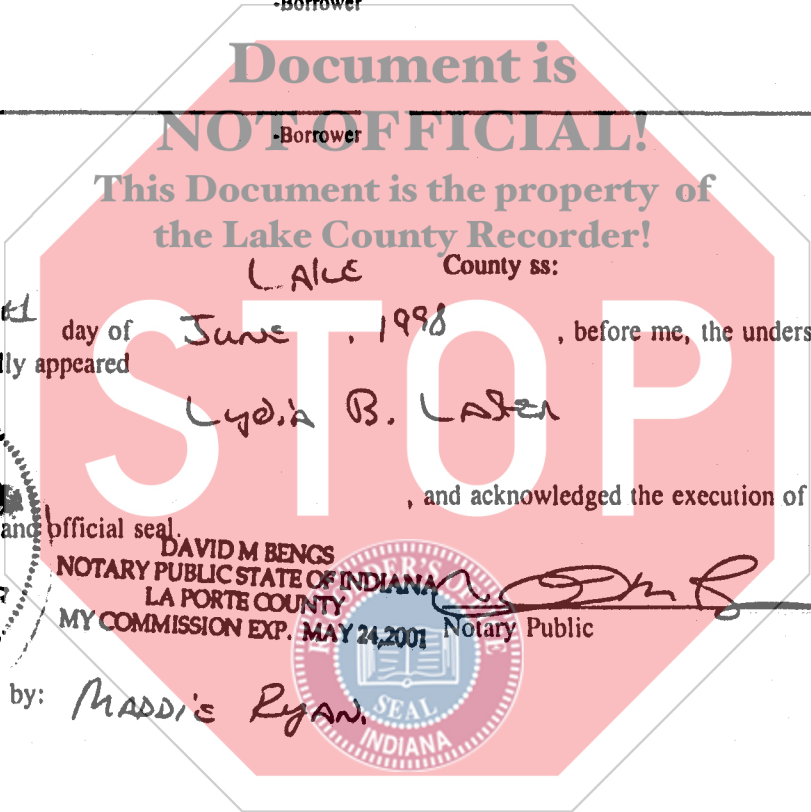 -Borrower
Document is
NOT OFFICIAL!
-Borrower
This Document is the property of
the Lake County Recorder!
LAKE County ss:
day of June , 1998 , before me, the unders
lly appeared
Lydia B. Laser
STOP
, and acknowledged the execution of
and official seal.
DAVID M BENGS
NOTARY PUBLIC STATE OF INDIANA
LA PORTE COUNTY
MY COMMISSION EXP. MAY 24,2001
Notary Public
RECORDER'S OFFICE
SEAL
INDIANA
by: MADDIE RYAN